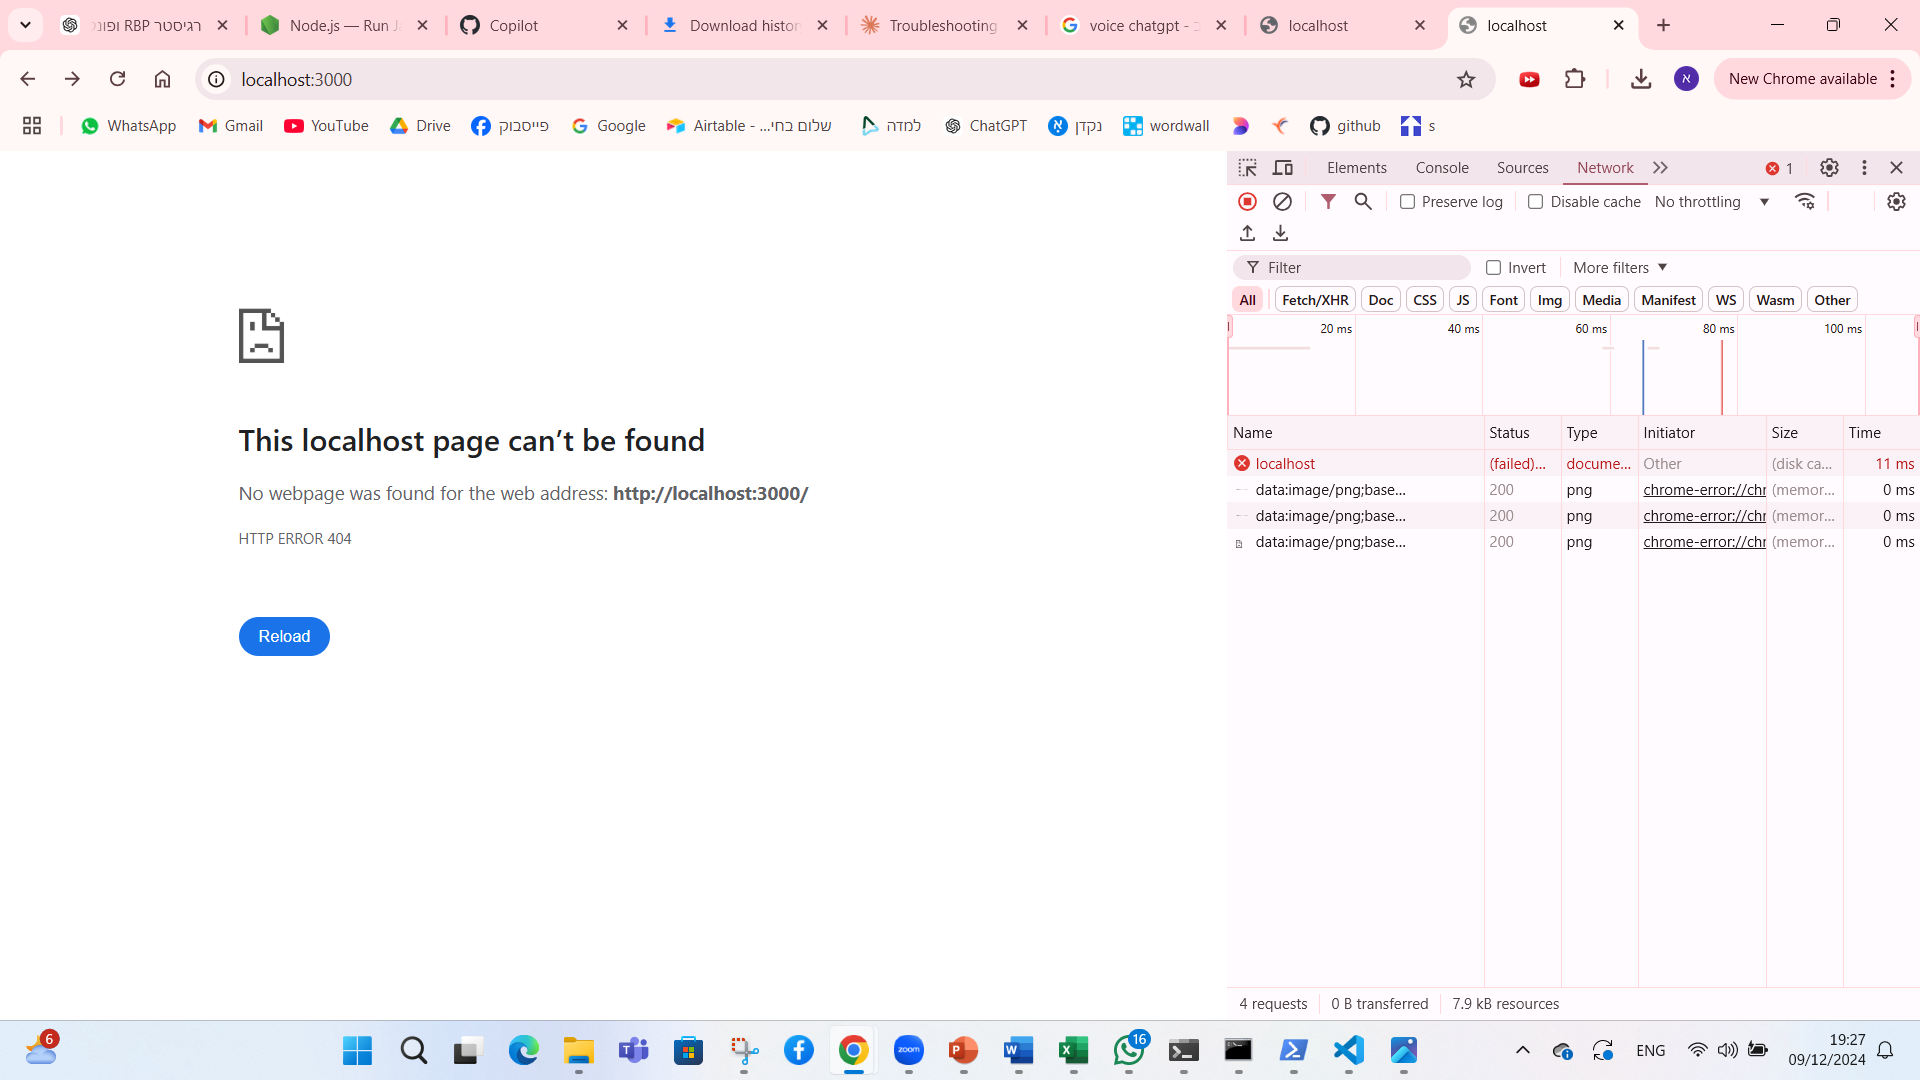 רגיסטר RBP ופונק
Node.js — Run J
Copilot
Download histor
Troubleshooting
voice chatgpt - כ
localhost
localhost
localhost:3000
א
New Chrome available
WhatsApp
Gmail
YouTube
Drive
פייסבוק
Google
Airtable - ...שלום בחי
למדה
ChatGPT
נקדן
wordwall
github
s
Elements
Console
Sources
Network
1
Preserve log
Disable cache
No throttling
Filter
Invert
More filters
All
Fetch/XHR
Doc
CSS
JS
Font
Img
Media
Manifest
WS
Wasm
Other
20 ms
40 ms
60 ms
80 ms
100 ms
Name Status Type Initiator Size Time
localhost (failed)... docume... Other (disk ca... 11 ms
data:image/png;base... 200 png chrome-error://chr (memor... 0 ms
data:image/png;base... 200 png chrome-error://chr (memor... 0 ms
data:image/png;base... 200 png chrome-error://chr (memor... 0 ms
4 requests
0 B transferred
7.9 kB resources
This localhost page can’t be found
No webpage was found for the web address: http://localhost:3000/
HTTP ERROR 404
Reload
6
zoom
16
ENG
19:27
09/12/2024